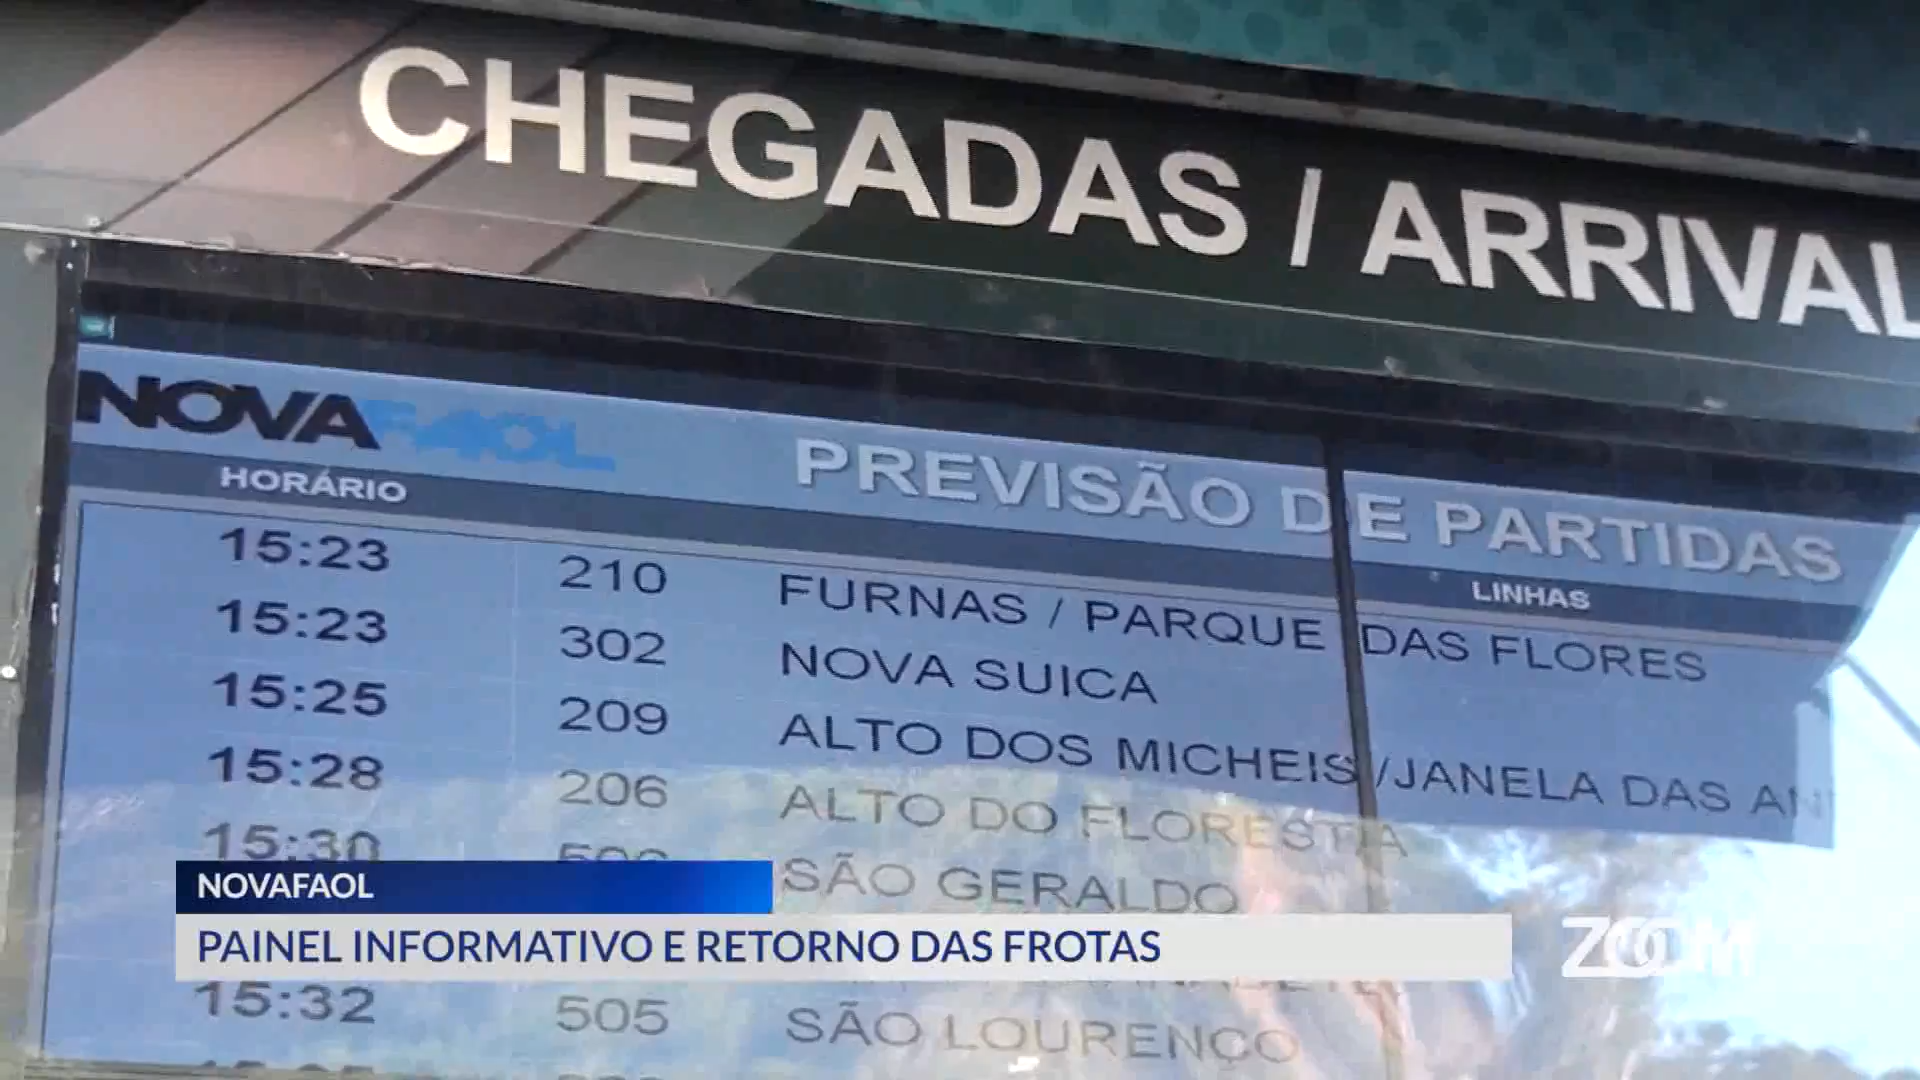 CHEGADAS / ARRIVAL
NOVAFAOL
PREVISÃO DE PARTIDAS
HORÁRIO
LINHAS
15:23 210 FURNAS / PARQUE DAS FLORES
15:23 302 NOVA SUICA
15:25 209 ALTO DOS MICHEIS /JANELA DAS AN
15:28 206 ALTO DO FLORESTA
15:30 SÃO GERALDO
NOVAFAOL
PAINEL INFORMATIVO E RETORNO DAS FROTAS
ZOOM
15:32 505 SÃO LOURENÇO